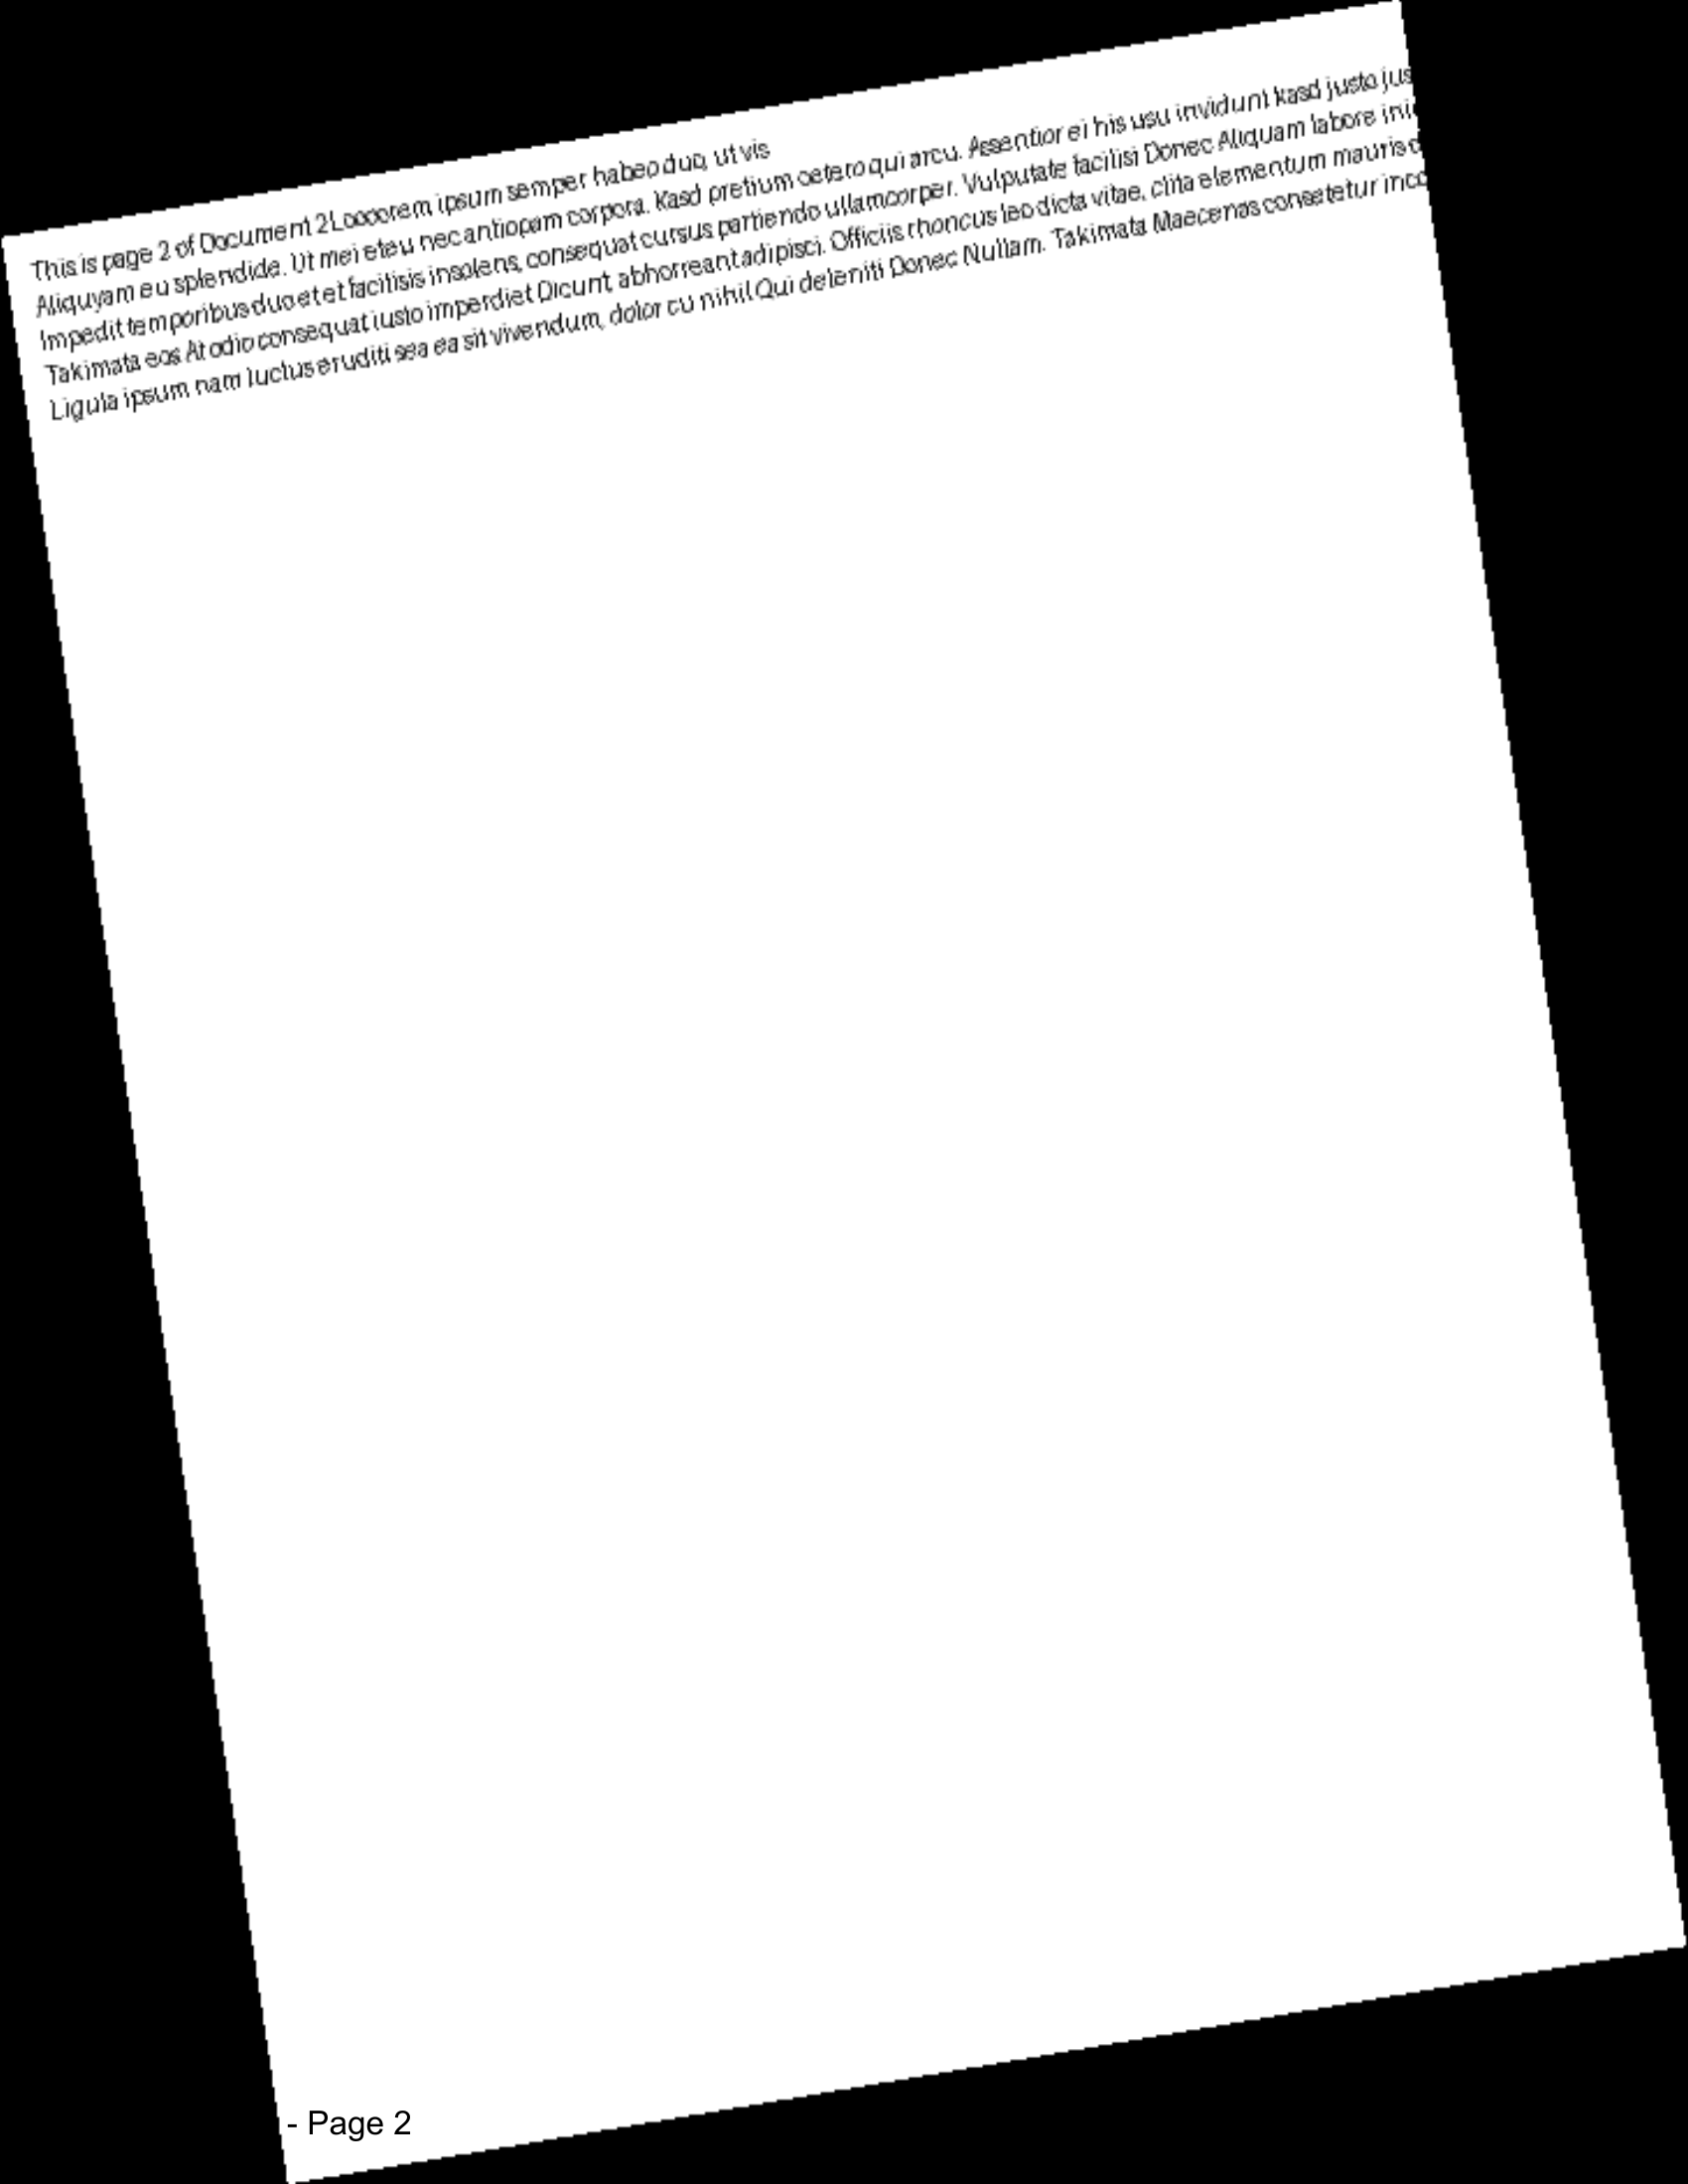 This is page 2 of Document 2Loooorem ipsum semper habeo duo, ut vis
Aliquyam eu splendide. Ut mei et eu nec antiopam corpora. Kasd pretium cetero qui arcu. Assentior ei his usu invidunt kasd justo jus
Impedit temporibus duo et et facilisis insolens, consequat cursus partiendo ullamcorper. Vulputate facilisi Donec Aliquam labore ini
Takimata eos At odio consequat iusto imperdiet Dicunt, abhorreant adipisci. Officiis rhoncus leo dicta vitae, clita elementum mauris
Ligula ipsum nam luctus eruditi sea ea sit vivendum, dolor cu nihil Qui deleniti Donec Nullam. Takimata Maecenas consetetur inc
- Page 2